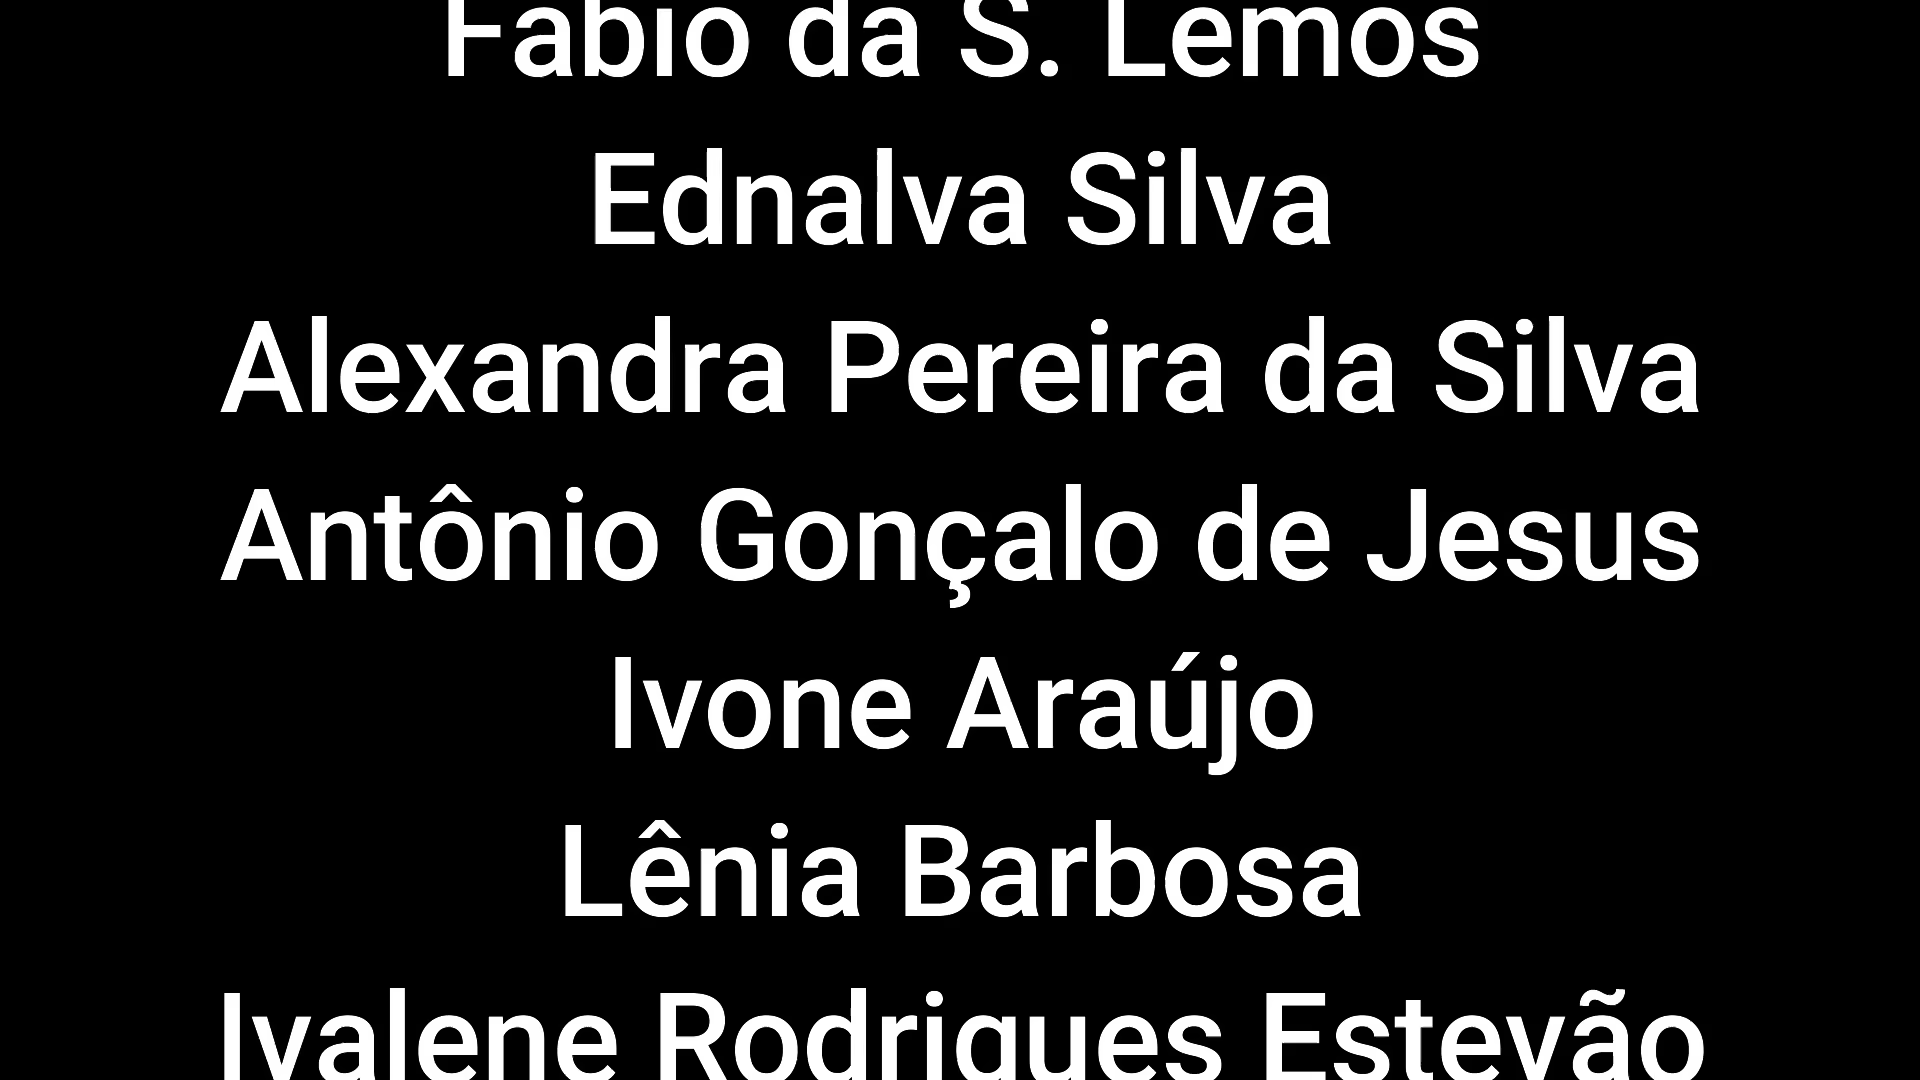 Fabio da S. Lemos
Ednalva Silva
Alexandra Pereira da Silva
Antônio Gonçalo de Jesus
Ivone Araújo
Lênia Barbosa
Ivalene Rodrigues Estevão